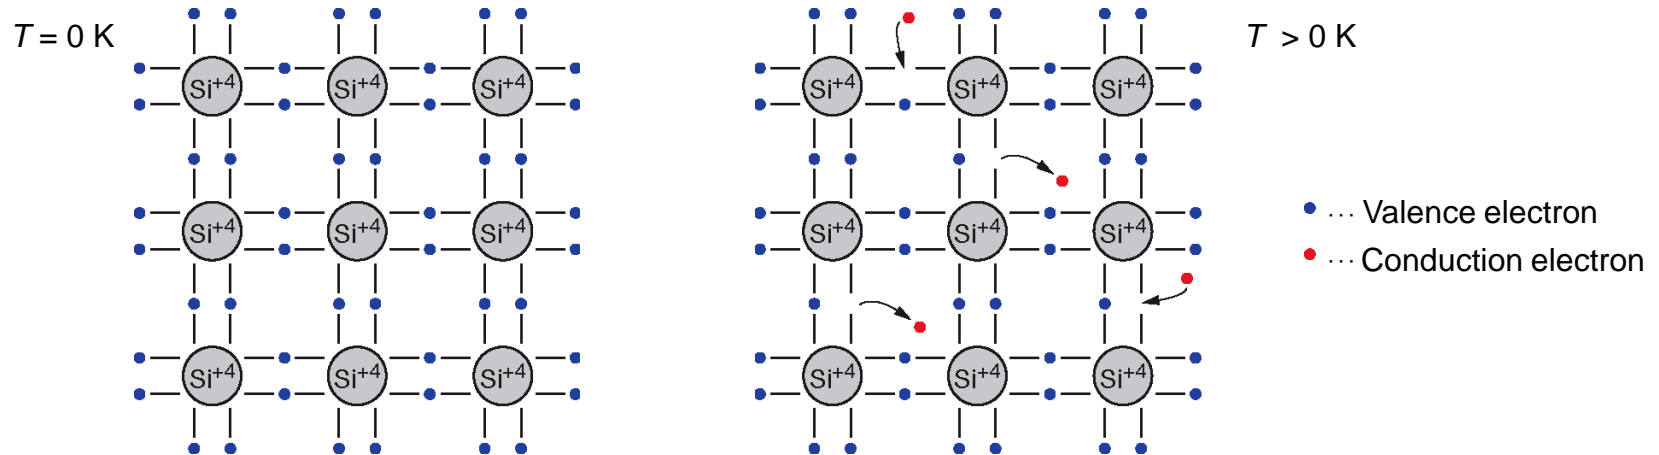 T = 0 K
T > 0 K
Si+4 Si+4 Si+4 Si+4 Si+4 Si+4
Si+4 Si+4 Si+4 Si+4 Si+4 Si+4
··· Valence electron
··· Conduction electron
Si+4 Si+4 Si+4 Si+4 Si+4 Si+4